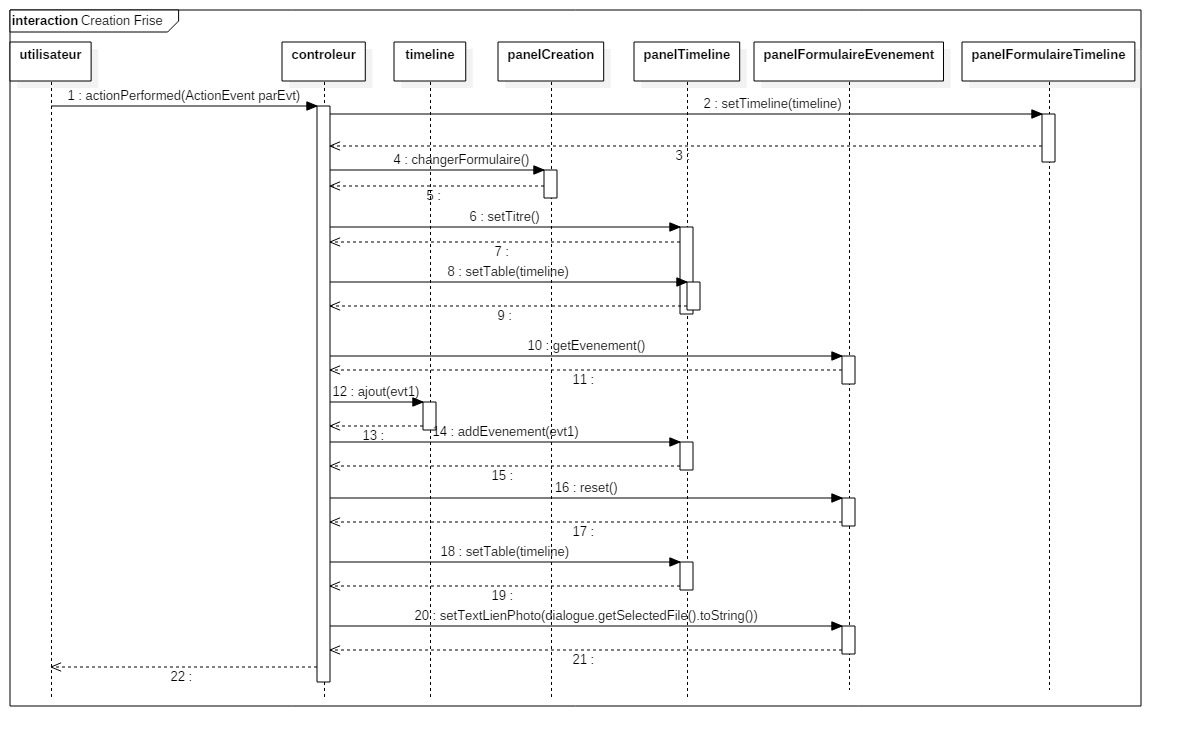 interaction Creation Frise
utilisateur
controleur
timeline
panelCreation
panelTimeline
panelFormulaireEvenement
panelFormulaireTimeline
1 : actionPerformed(ActionEvent parEvt)
2 : setTimeline(timeline)
3 :
4 : changerFormulaire()
5 :
6 : setTitre()
7 :
8 : setTable(timeline)
9 :
10 : getEvenement()
11 :
12 : ajout(evt1)
13 :
14 : addEvenement(evt1)
15 :
16 : reset()
17 :
18 : setTable(timeline)
19 :
20 : setTextLienPhoto(dialogue.getSelectedFile().toString())
21 :
22 :